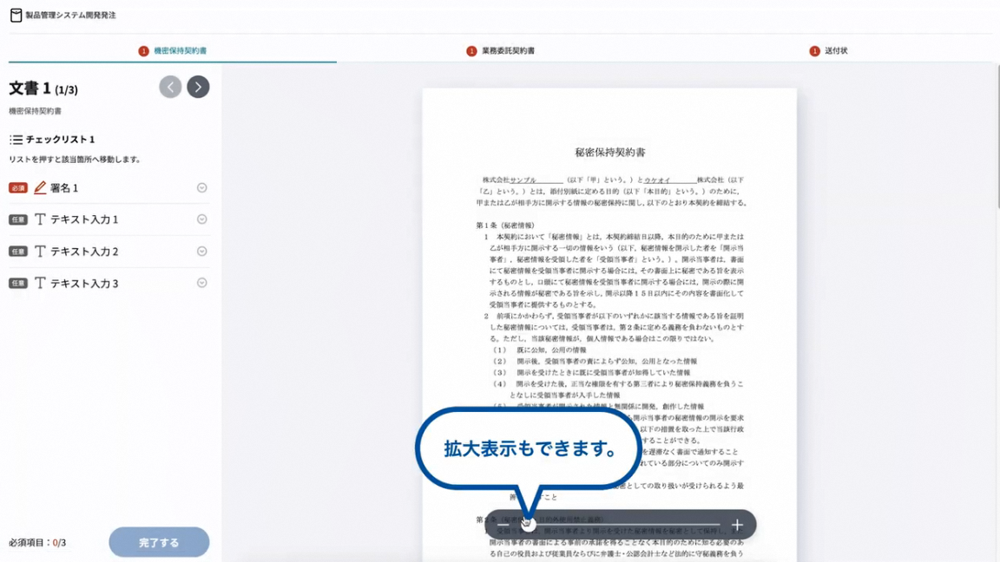 製品管理システム開発発注
1 機密保持契約書
1 業務委託契約書
1 送付状
文書 1 (1/3)
機密保持契約書
チェックリスト 1
リストを押すと該当箇所へ移動します。
必須 署名 1
任意 テキスト入力 1
任意 テキスト入力 2
任意 テキスト入力 3
必須項目：0/3
完了する
秘密保持契約書
株式会社サンプル（以下「甲」という。）とウケオイ株式会社（以下
「乙」という。）とは、添付別紙に定める目的（以下「本目的」という。）のために、
甲または乙が相手方に開示する情報の秘密保持に関し、以下のとおり本契約を締結する。
第１条（秘密情報）
１ 本契約において「秘密情報」とは、本契約締結日以降、本目的のために甲または
乙が相手方に開示する一切の情報をいう（以下、秘密情報を開示した者を「開示当
事者」、秘密情報を受領した者を「受領当事者」という。）。開示当事者は、書面
にて秘密情報を受領当事者に開示する場合には、その書面上に秘密である旨を表示
するものとし、口頭にて秘密情報を受領当事者に開示する場合には、開示の際に開
示される情報が秘密である旨を示し、開示以降１５日以内にその内容を書面化して
受領当事者に提供するものとする。
２ 前項にかかわらず、受領当事者が以下のいずれかに該当する情報である旨を証明
した秘密情報については、受領当事者は、第２条に定める義務を負わないものとす
る。ただし、当該秘密情報が、個人情報である場合はこの限りではない。
（１） 既に公知、公用の情報
（２） 開示後、受領当事者の責によらず公知、公用となった情報
（３） 開示を受けたときに既に受領当事者が知得していた情報
（４） 開示を受けた後、正当な権限を有する第三者により秘密保持義務を負うこ
となしに受領当事者が入手した情報
（５） 受領当事者が開示された情報と無関係に開発、創作した情報
開示当事者の秘密情報の開示を要求
以下の措置を取った上で当該行政
することができる。
を遅滞なく書面で通知すること
れている部分についてのみ開示す
秘密としての取り扱いが受けられるよう最
すこと
拡大表示もできます。
開示当事者の書面による事前の承諾を得ることなく本目的のために知る必要のあ
る自己の役員および従業員ならびに弁護士・公認会計士など法的に守秘義務を負う